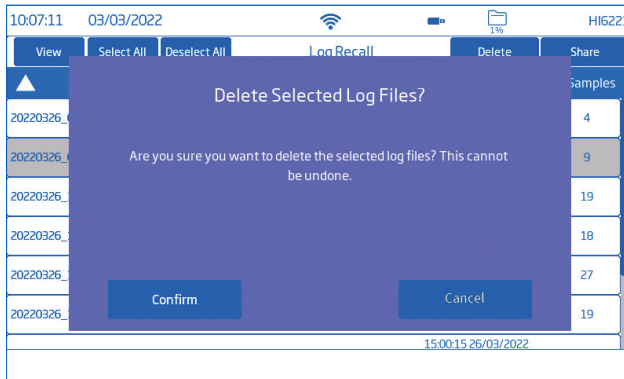 10:07:11 03/03/2022 1% HI622
View Select All Deselect All Log Recall Delete Share
Samples
Delete Selected Log Files?
20220326_ 4
Are you sure you want to delete the selected log files? This cannot
20220326_ 9
be undone.
20220326_ 19
20220326_ 18
20220326_ 27
Confirm Cancel
20220326_ 19
15:00:15 26/03/2022